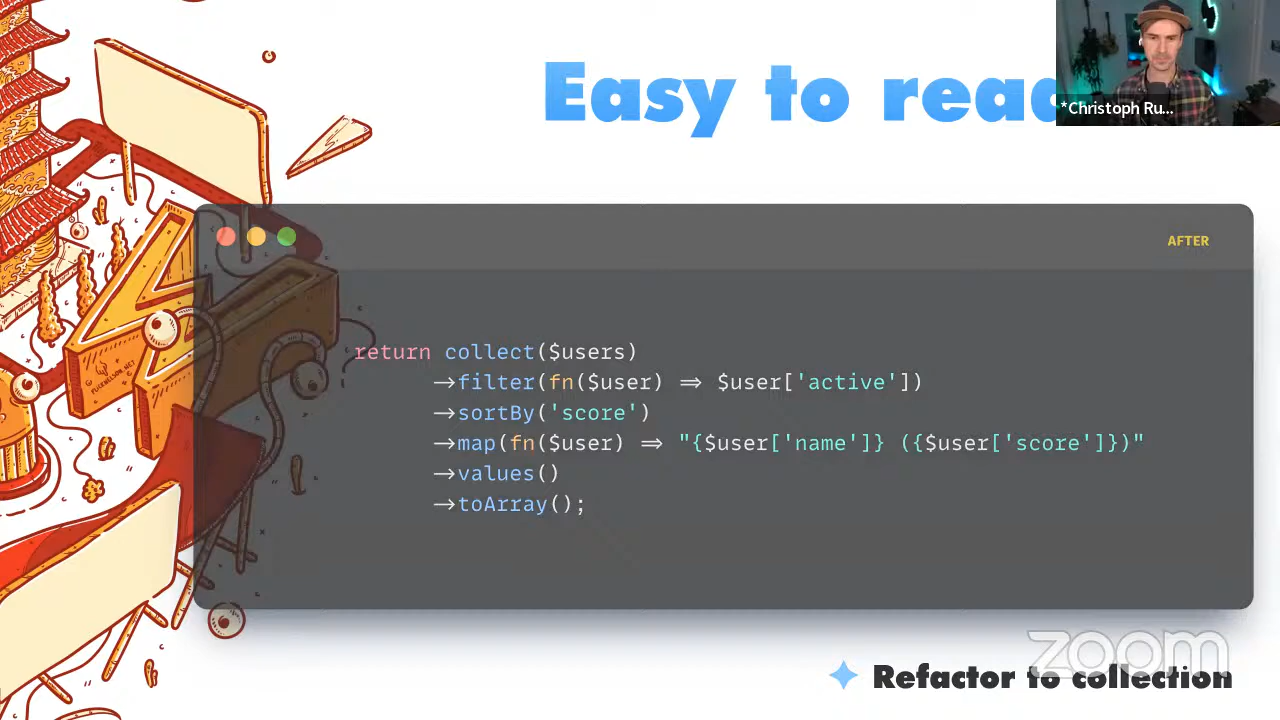 Easy to read
*Christoph Ru...
AFTER
return collect($users)
->filter(fn($user) => $user['active'])
->sortBy('score')
->map(fn($user) => "{$user['name']} ({$user['score']})"
->values()
->toArray();
zoom
Refactor to collection